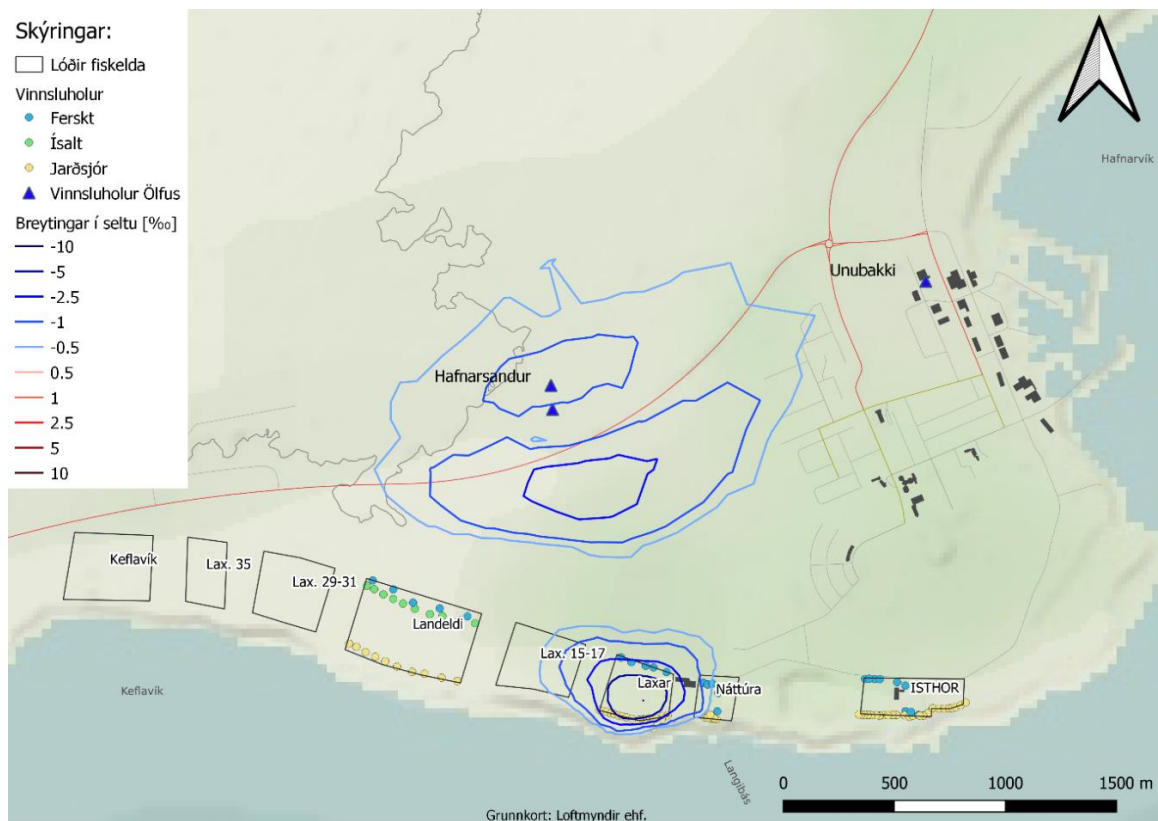 Skýringar:
Lóðir fiskelda
Vinnsluholur
Ferskt
Ísalt
Jarðsjór
Vinnsluholur Ölfus
Breytingar í seltu [‰]
-10
-5
-2.5
-1
-0.5
0.5
1
2.5
5
10
Hafnarvík
Unubakki
Hafnarsandur
Keflavík
Lax. 35
Lax. 29-31
Landeldi
Lax. 15-17
Laxar
Náttúra
ISTHOR
Keflavík
Langibás
0 500 1000 1500 m
Grunnkort: Loftmyndir ehf.